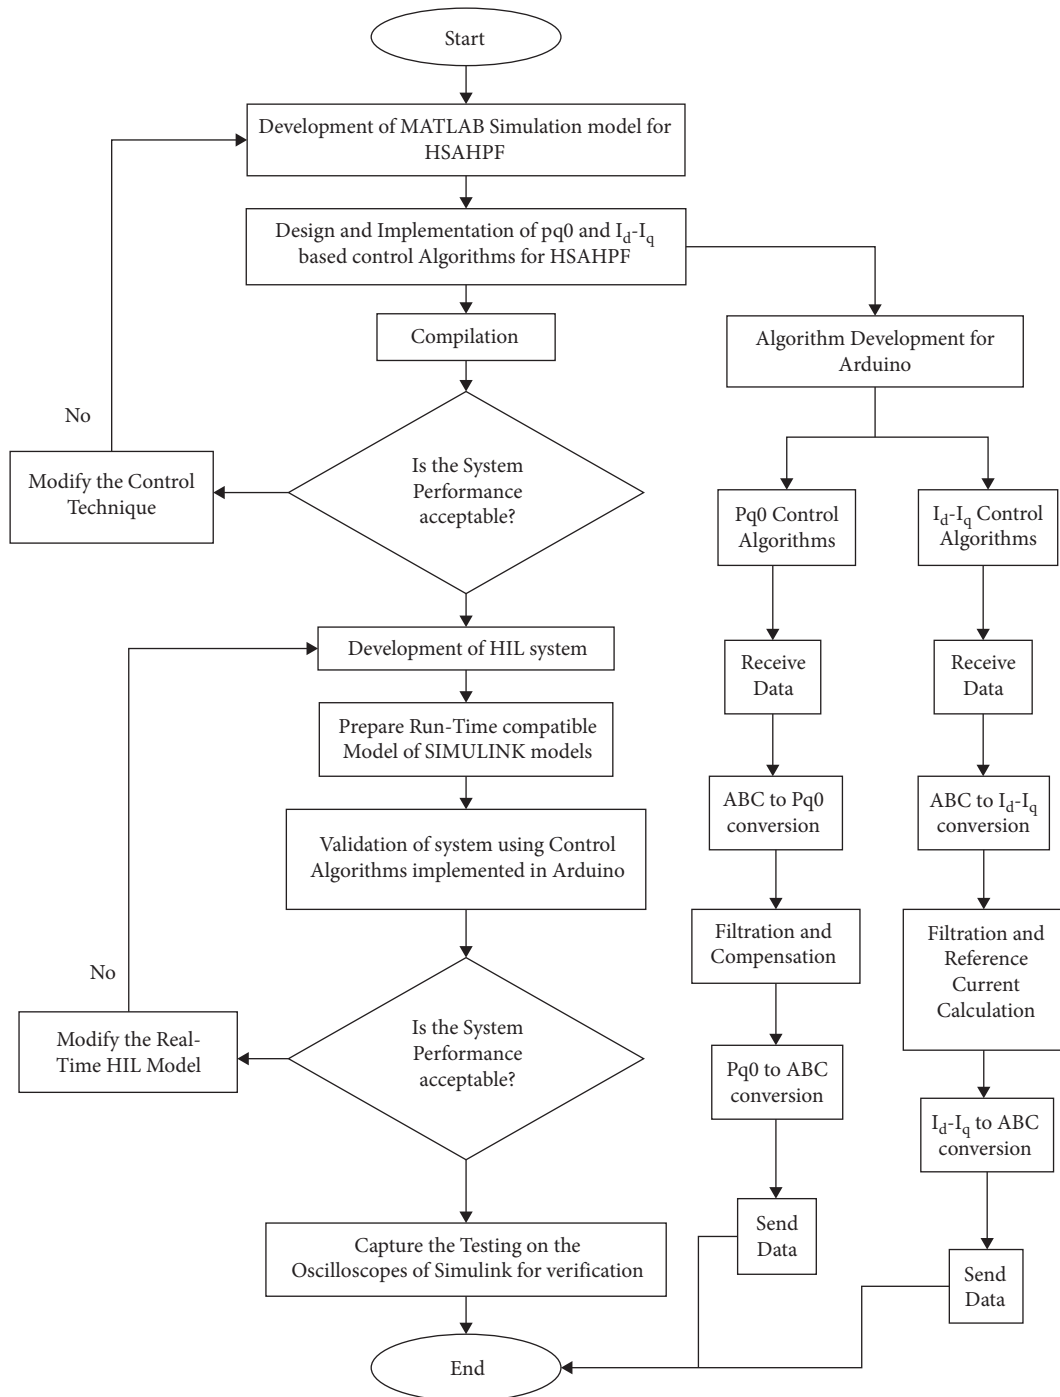 Start
Development of MATLAB Simulation model for
HSAHPF
Design and Implementation of pq0 and Id-Iq
based control Algorithms for HSAHPF
Compilation
Is the System
Performance
acceptable?
No
Modify the Control
Technique
Development of HIL system
Prepare Run-Time compatible
Model of SIMULINK models
Validation of system using Control
Algorithms implemented in Arduino
Is the System
Performance
acceptable?
No
Modify the Real-
Time HIL Model
Capture the Testing on the
Oscilloscopes of Simulink for verification
End
Algorithm Development for
Arduino
Pq0 Control
Algorithms
Receive
Data
ABC to Pq0
conversion
Filtration and
Compensation
Pq0 to ABC
conversion
Send
Data
Id-Iq Control
Algorithms
Receive
Data
ABC to Id-Iq
conversion
Filtration and
Reference
Current
Calculation
Id-Iq to ABC
conversion
Send
Data